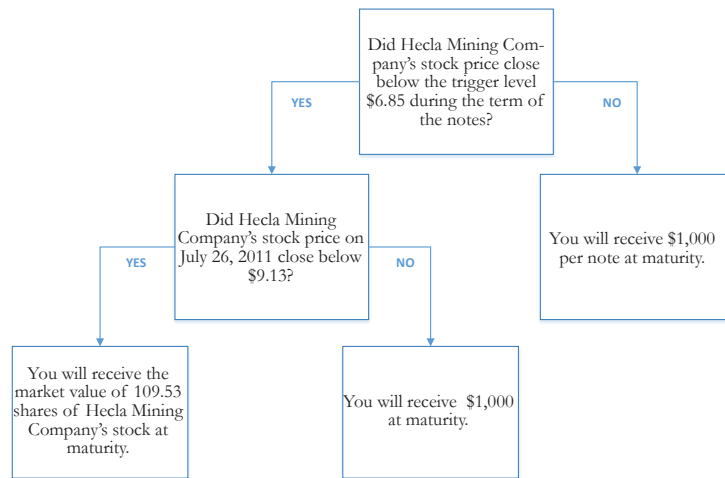 Did Hecla Mining Com-
pany's stock price close
below the trigger level
$6.85 during the term of
the notes?
YES
NO
Did Hecla Mining
Company's stock price on
July 26, 2011 close below
$9.13?
You will receive $1,000
per note at maturity.
YES
NO
You will receive the
market value of 109.53
shares of Hecla Mining
Company's stock at
maturity.
You will receive  $1,000
at maturity.